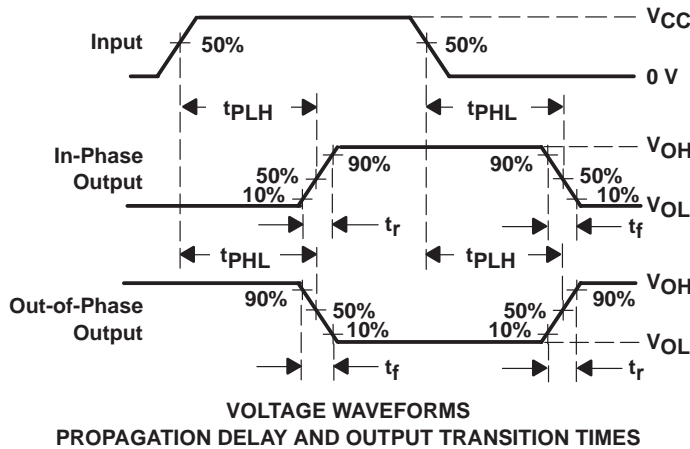 VCC
Input
50%
50%
0 V
tPLH
tPHL
In-Phase
Output
VOH
90%
90%
50%
50%
10%
10%
VOL
tr
tf
tPHL
tPLH
Out-of-Phase
Output
VOH
90%
90%
50%
50%
10%
10%
VOL
tf
tr
VOLTAGE WAVEFORMS
PROPAGATION DELAY AND OUTPUT TRANSITION TIMES